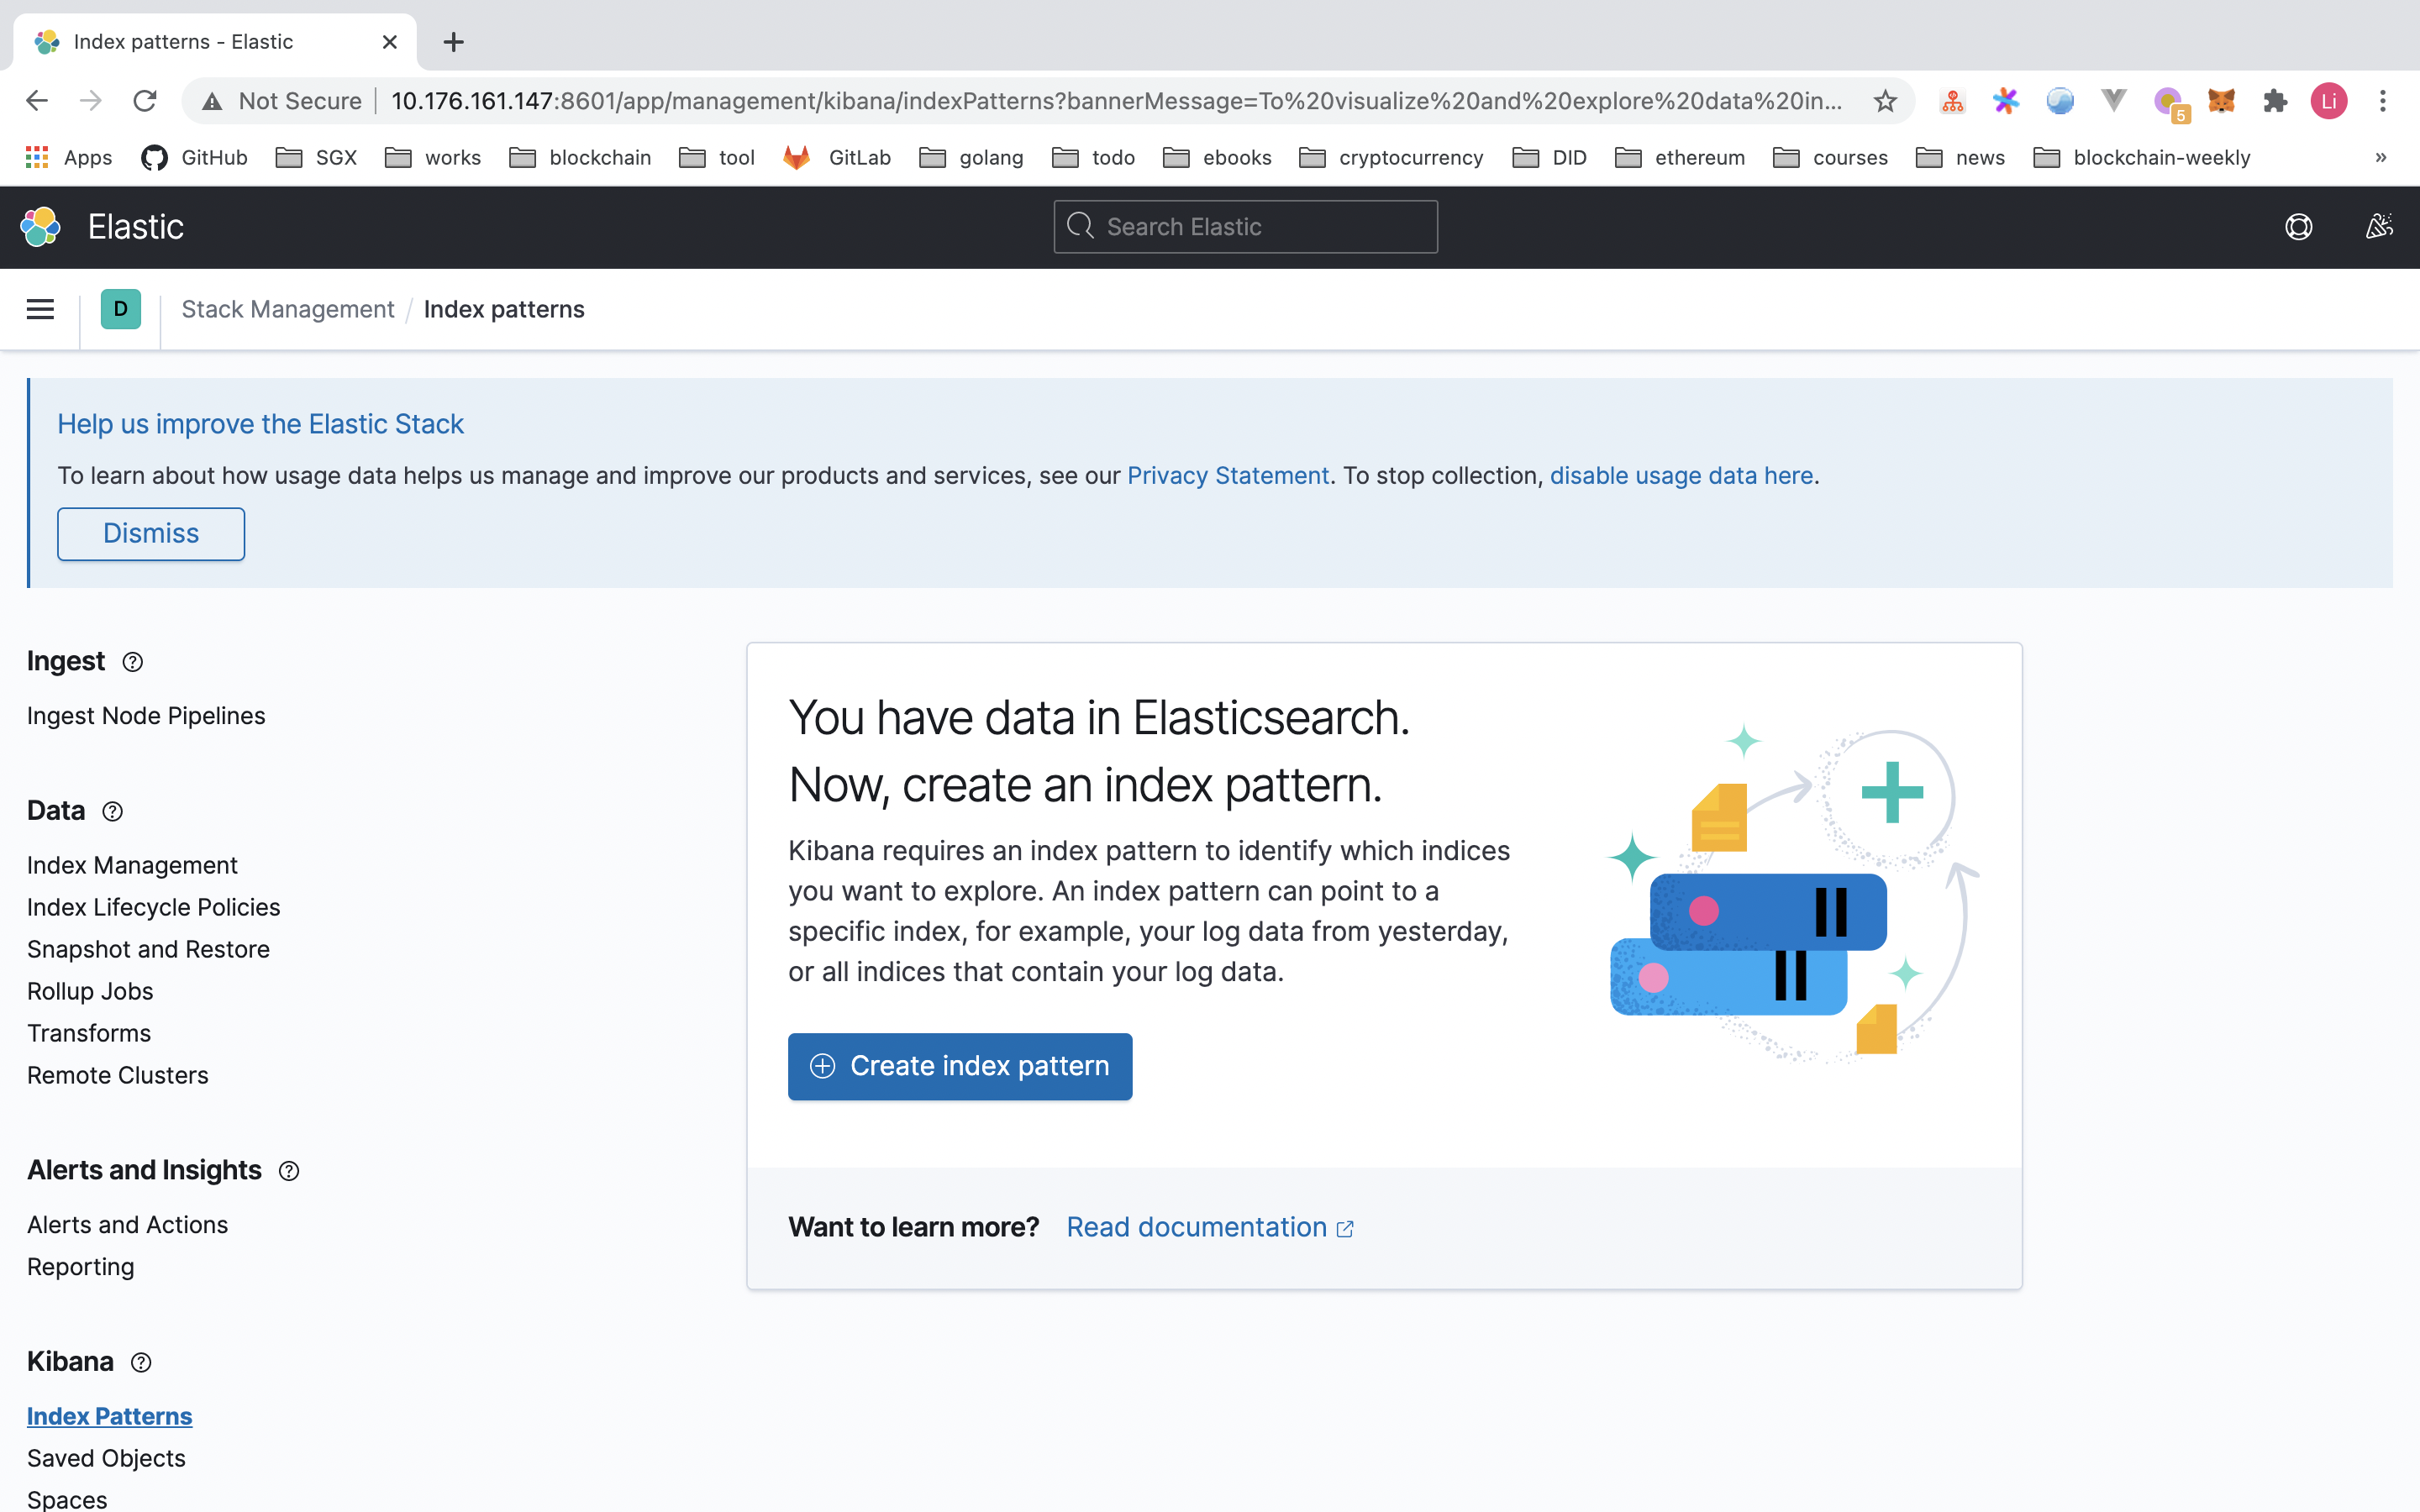 Index patterns - Elastic
Not Secure 10.176.161.147:8601/app/management/kibana/indexPatterns?bannerMessage=To%20visualize%20and%20explore%20data%20in...
5
Li
Apps GitHub SGX works blockchain tool GitLab golang todo ebooks cryptocurrency DID ethereum courses news blockchain-weekly »
Elastic
Search Elastic
D
Stack Management / Index patterns
Help us improve the Elastic Stack
To learn about how usage data helps us manage and improve our products and services, see our Privacy Statement. To stop collection, disable usage data here.
Dismiss
Ingest
Ingest Node Pipelines
Data
Index Management
Index Lifecycle Policies
Snapshot and Restore
Rollup Jobs
Transforms
Remote Clusters
Alerts and Insights
Alerts and Actions
Reporting
Kibana
Index Patterns
Saved Objects
Spaces
You have data in Elasticsearch.
Now, create an index pattern.
Kibana requires an index pattern to identify which indices
you want to explore. An index pattern can point to a
specific index, for example, your log data from yesterday,
or all indices that contain your log data.
Create index pattern
Want to learn more? Read documentation